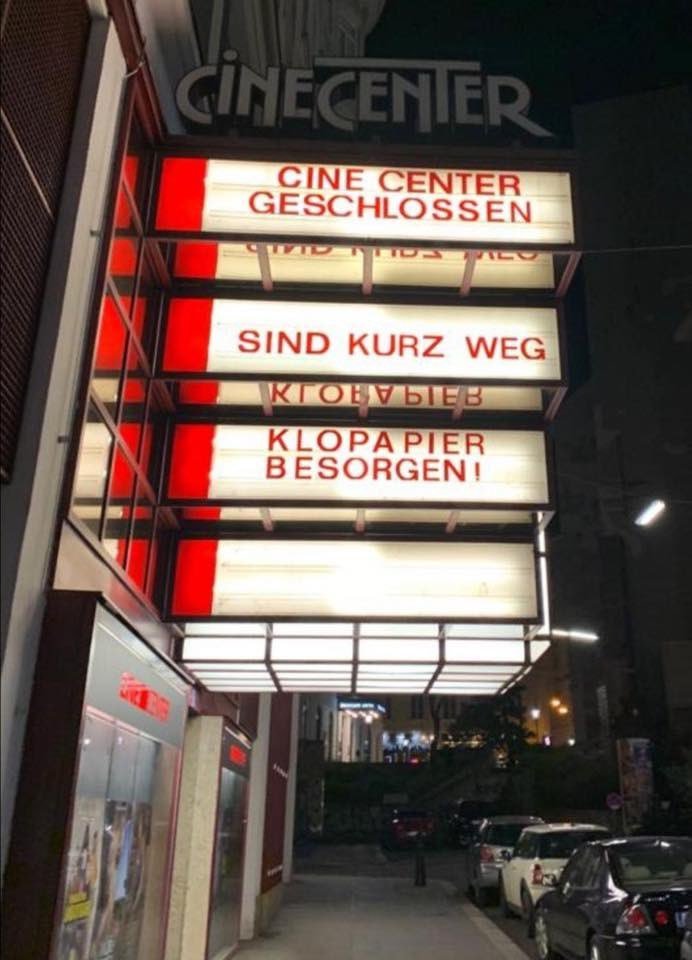 CINECENTER
CINE CENTER
GESCHLOSSEN
SIND KURZ WEG
KLOPAPIER
BESORGEN!